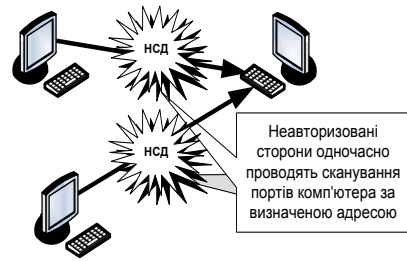 НСД
НСД
Неавторизовані
сторони одночасно
проводять сканування
портів комп'ютера за
визначеною адресою